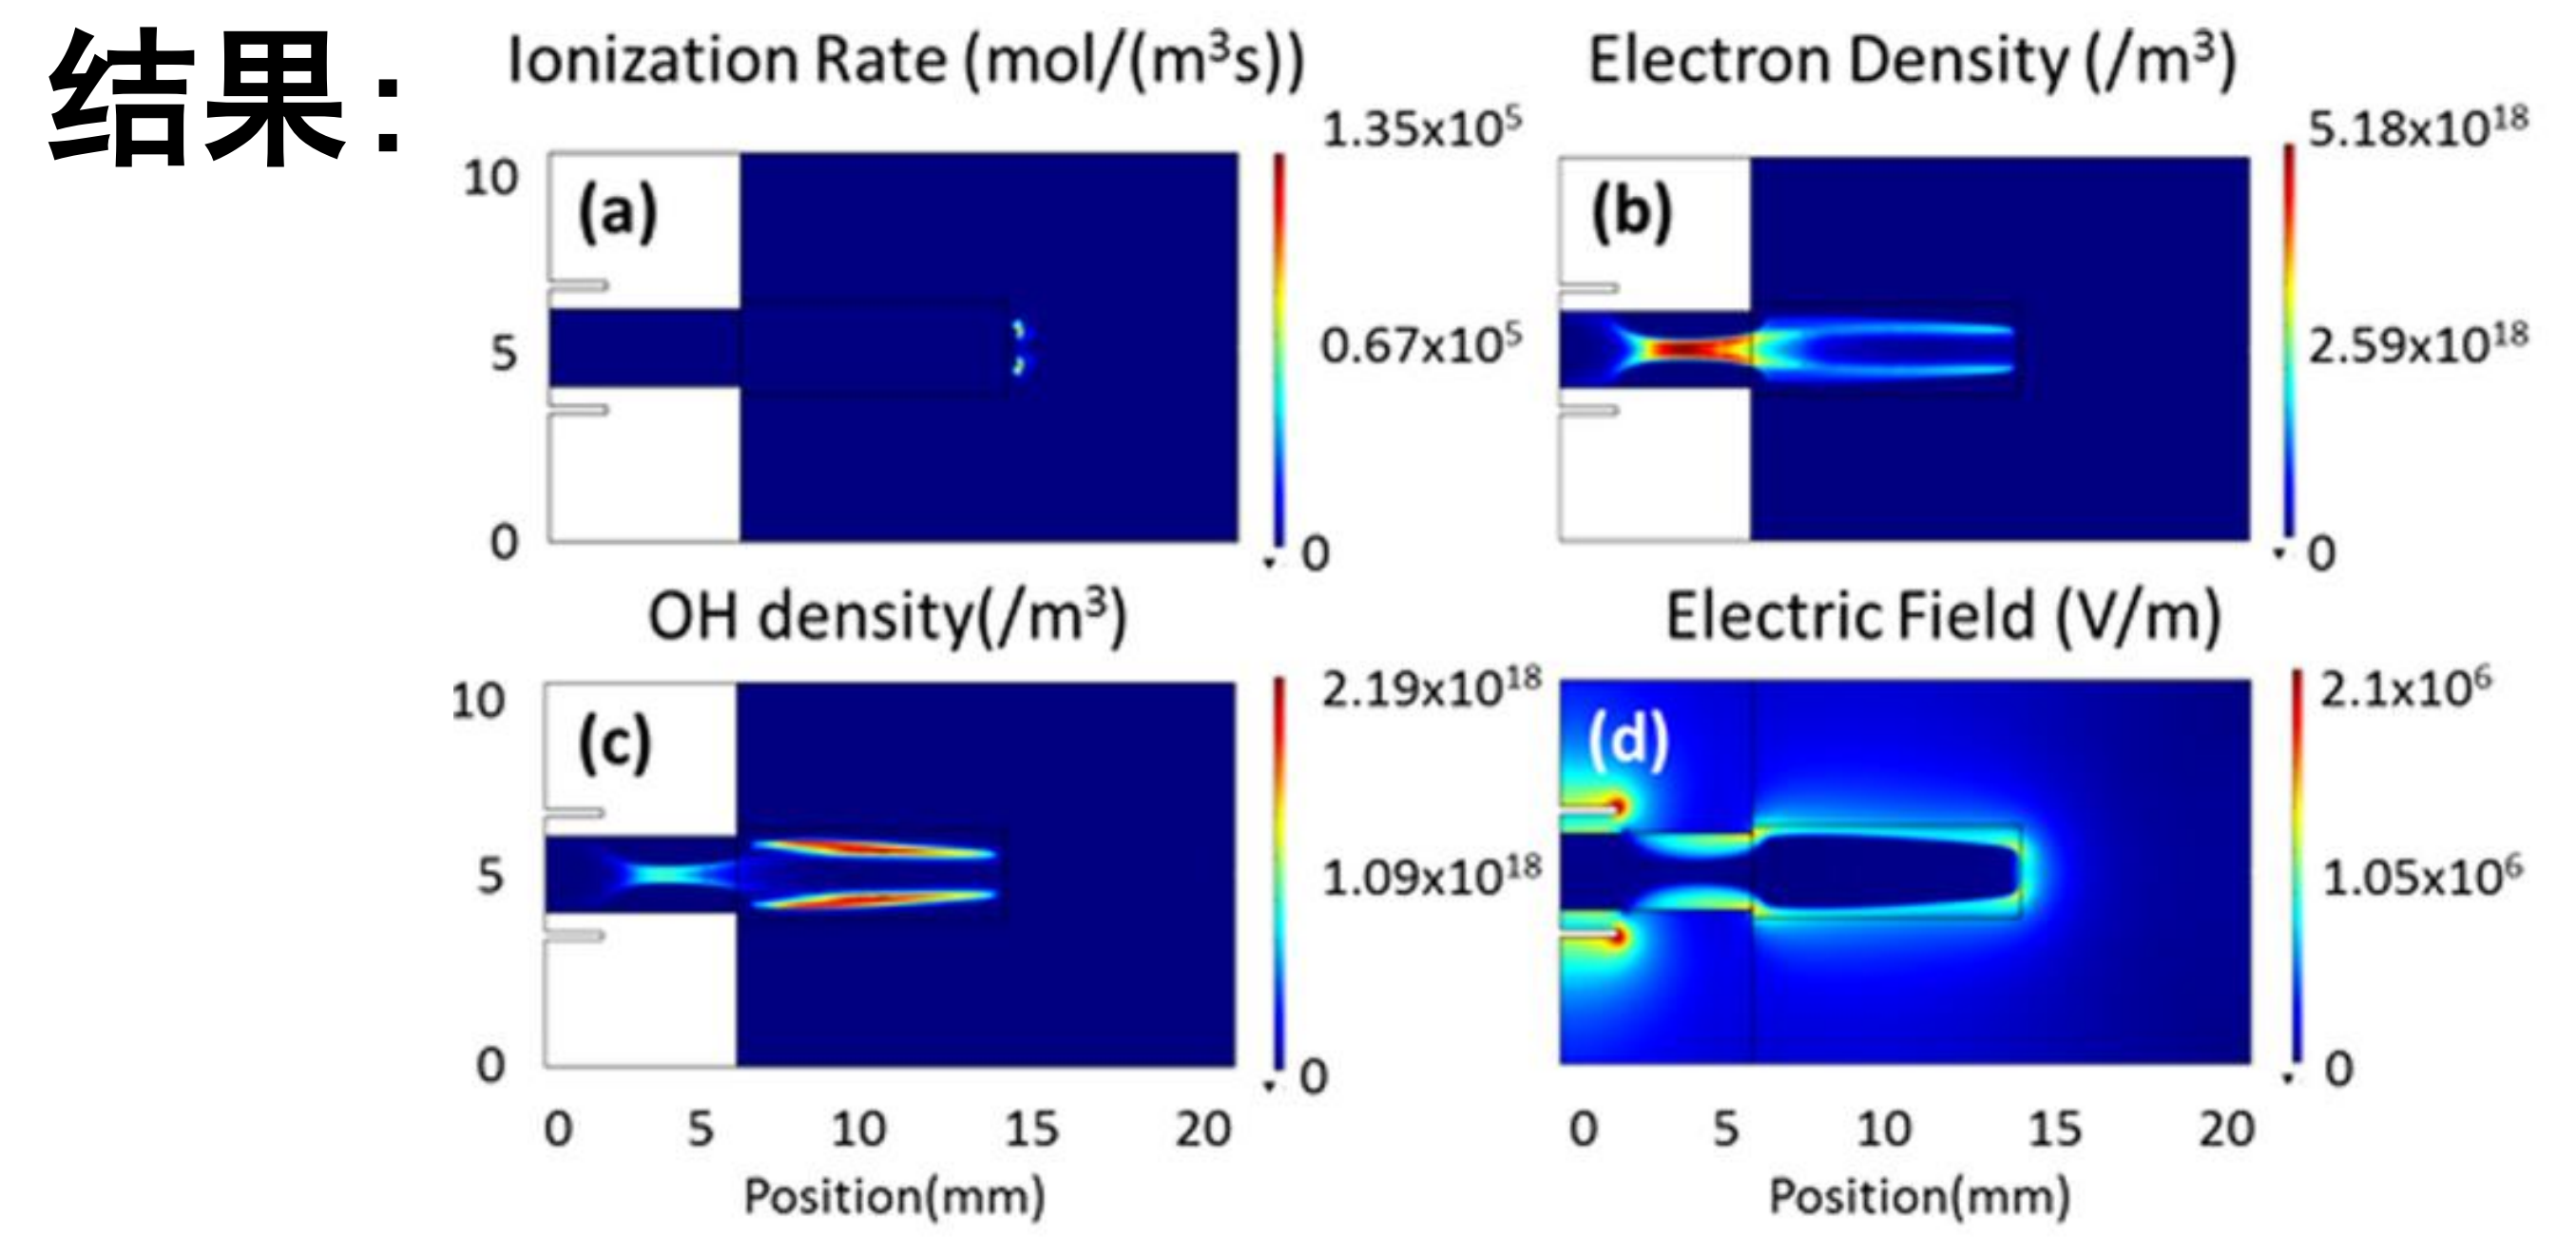 结果:
Ionization Rate (mol/(m³s))
Electron Density (/m³)
1.35x10⁵
5.18x10¹⁸
10
(a)
(b)
5
0.67x10⁵
2.59x10¹⁸
0
0
0
OH density(/m³)
Electric Field (V/m)
2.19x10¹⁸
2.1x10⁶
10
(c)
(d)
5
1.09x10¹⁸
1.05x10⁶
0
0
0
0 5 10 15 20
0 5 10 15 20
Position(mm)
Position(mm)